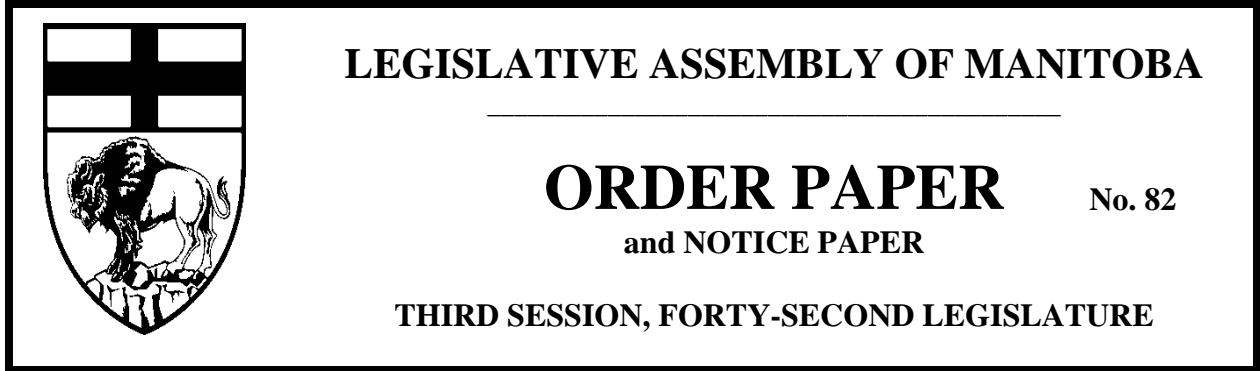 LEGISLATIVE ASSEMBLY OF MANITOBA
ORDER PAPER No. 82
and NOTICE PAPER
THIRD SESSION, FORTY-SECOND LEGISLATURE